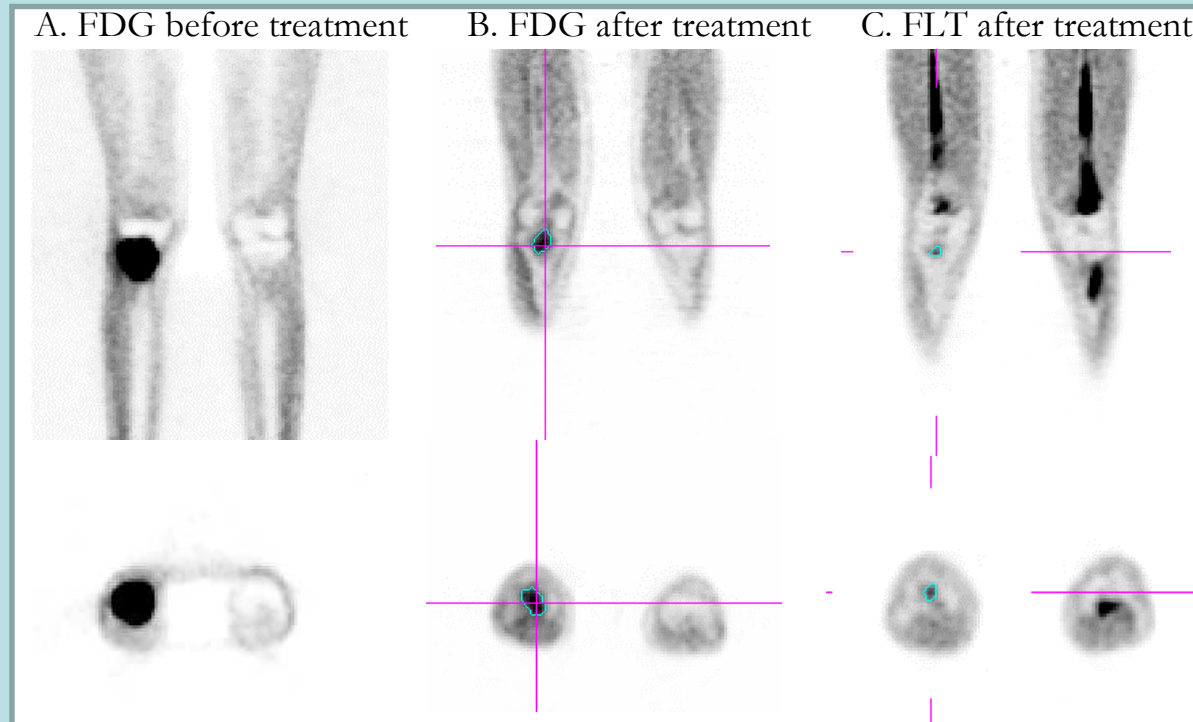 A. FDG before treatment
B. FDG after treatment
C. FLT after treatment